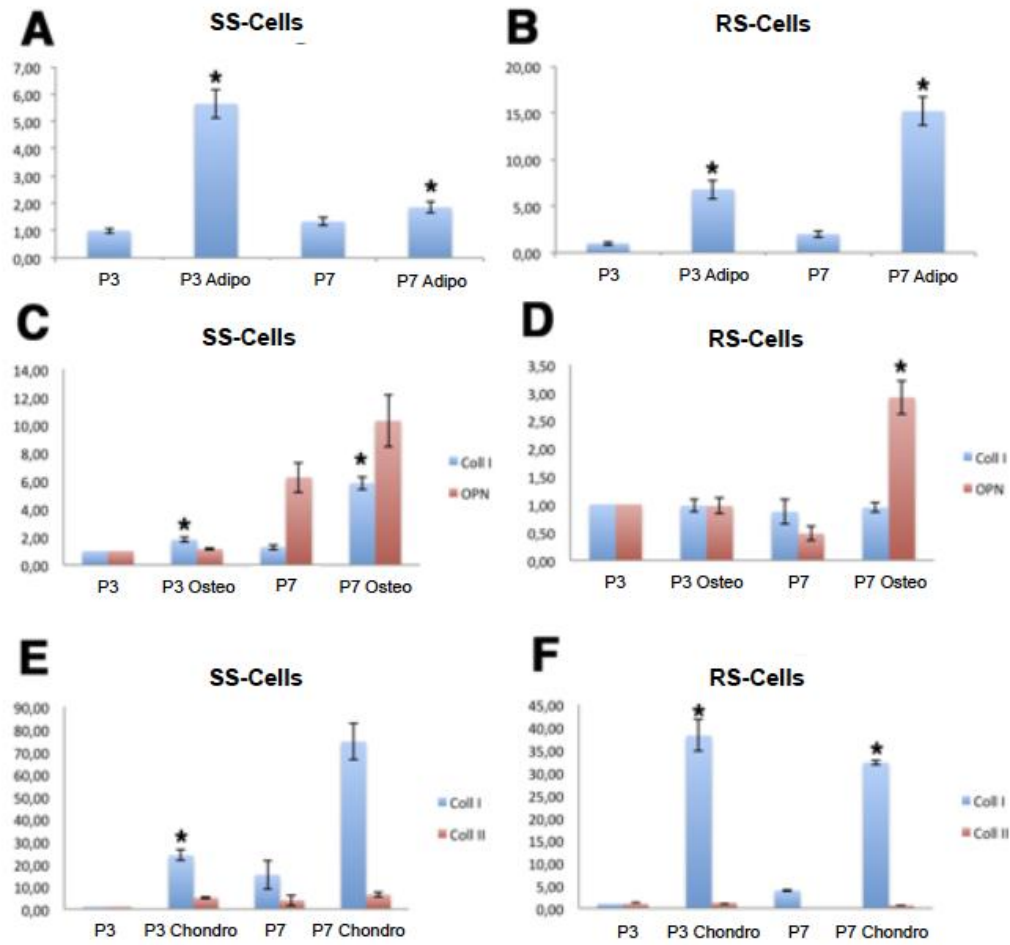 A
SS-Cells
7,00
6,00
5,00
4,00
3,00
2,00
1,00
0,00
*
*
P3
P3 Adipo
P7
P7 Adipo
B
RS-Cells
20,00
15,00
10,00
5,00
0,00
*
*
P3
P3 Adipo
P7
P7 Adipo
C
SS-Cells
14,00
12,00
10,00
8,00
6,00
4,00
2,00
0,00
*
*
Coll I
OPN
P3
P3 Osteo
P7
P7 Osteo
D
RS-Cells
3,50
3,00
2,50
2,00
1,50
1,00
0,50
0,00
*
Coll I
OPN
P3
P3 Osteo
P7
P7 Osteo
E
SS-Cells
90,00
80,00
70,00
60,00
50,00
40,00
30,00
20,00
10,00
0,00
*
Coll I
Coll II
P3
P3 Chondro
P7
P7 Chondro
F
RS-Cells
45,00
40,00
35,00
30,00
25,00
20,00
15,00
10,00
5,00
0,00
*
*
Coll I
Coll II
P3
P3 Chondro
P7
P7 Chondro